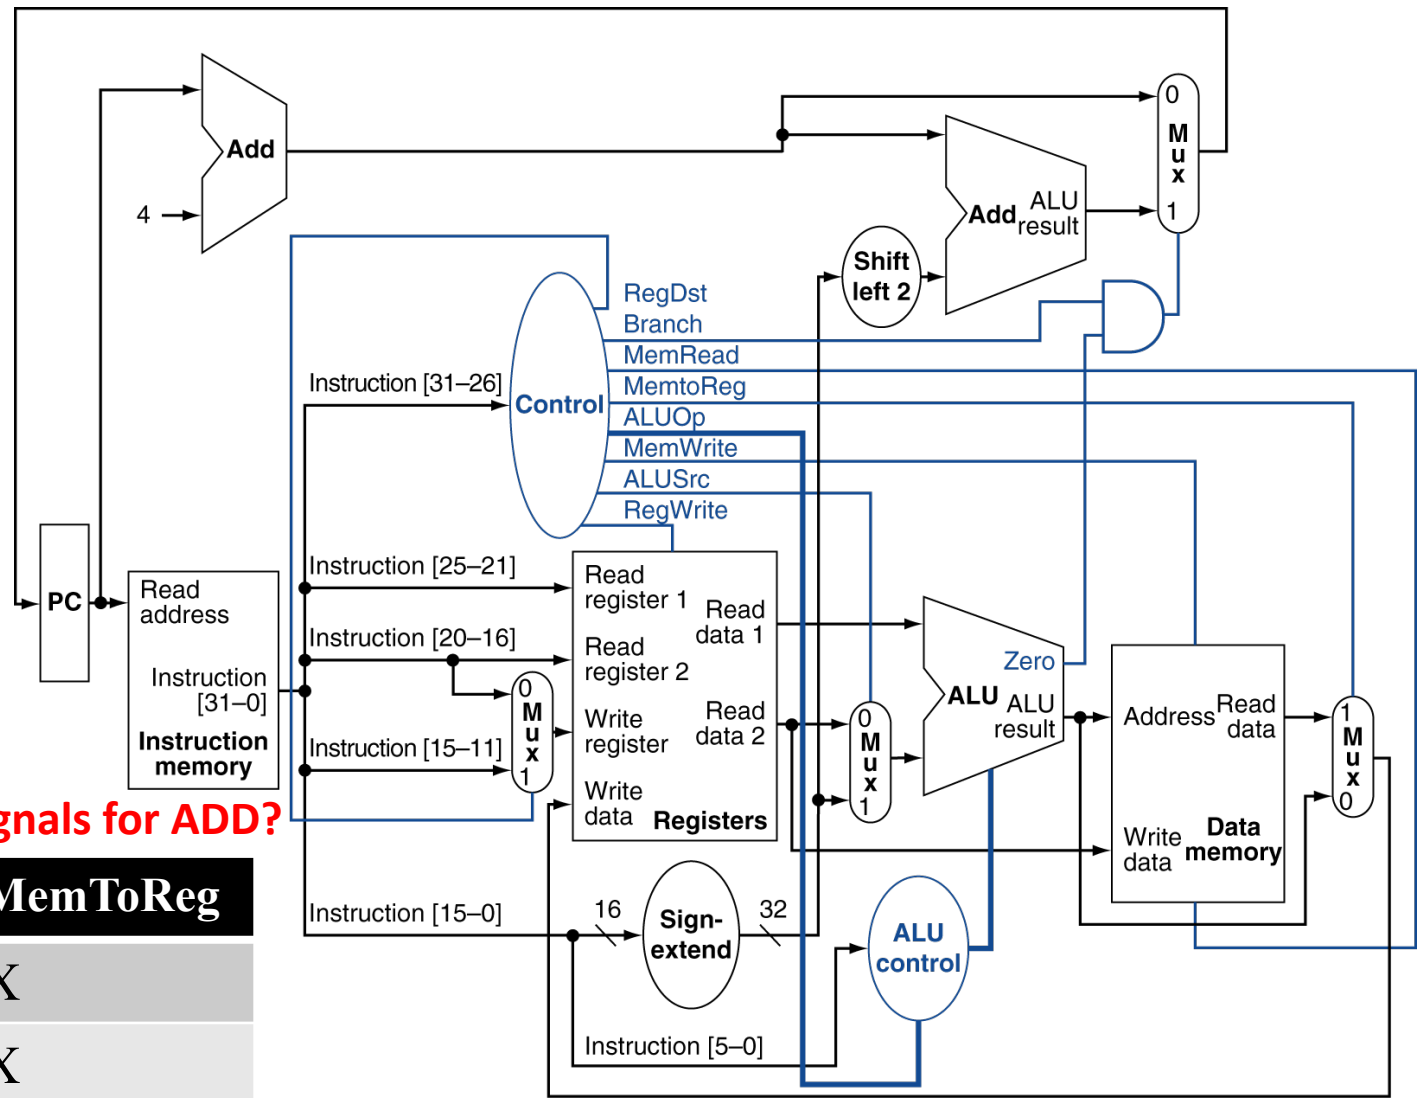 0
M
u
x
1
Add
4
Add
ALU
result
Shift
left 2
RegDst
Branch
MemRead
MemtoReg
ALUOp
MemWrite
ALUSrc
RegWrite
Instruction [31–26]
Control
PC
Read
address
Instruction
[31–0]
Instruction
memory
Instruction [25–21]
Instruction [20–16]
Instruction [15–11]
0
M
u
x
1
Read
register 1
Read
register 2
Write
register
Write
data
Read
data 1
Read
data 2
Registers
0
M
u
x
1
Zero
ALU
ALU
result
Address
Read
data
Write
data
Data
memory
1
M
u
x
0
gnals for ADD?
MemToReg
X
X
Instruction [15–0]
16
Sign-
extend
32
ALU
control
Instruction [5–0]